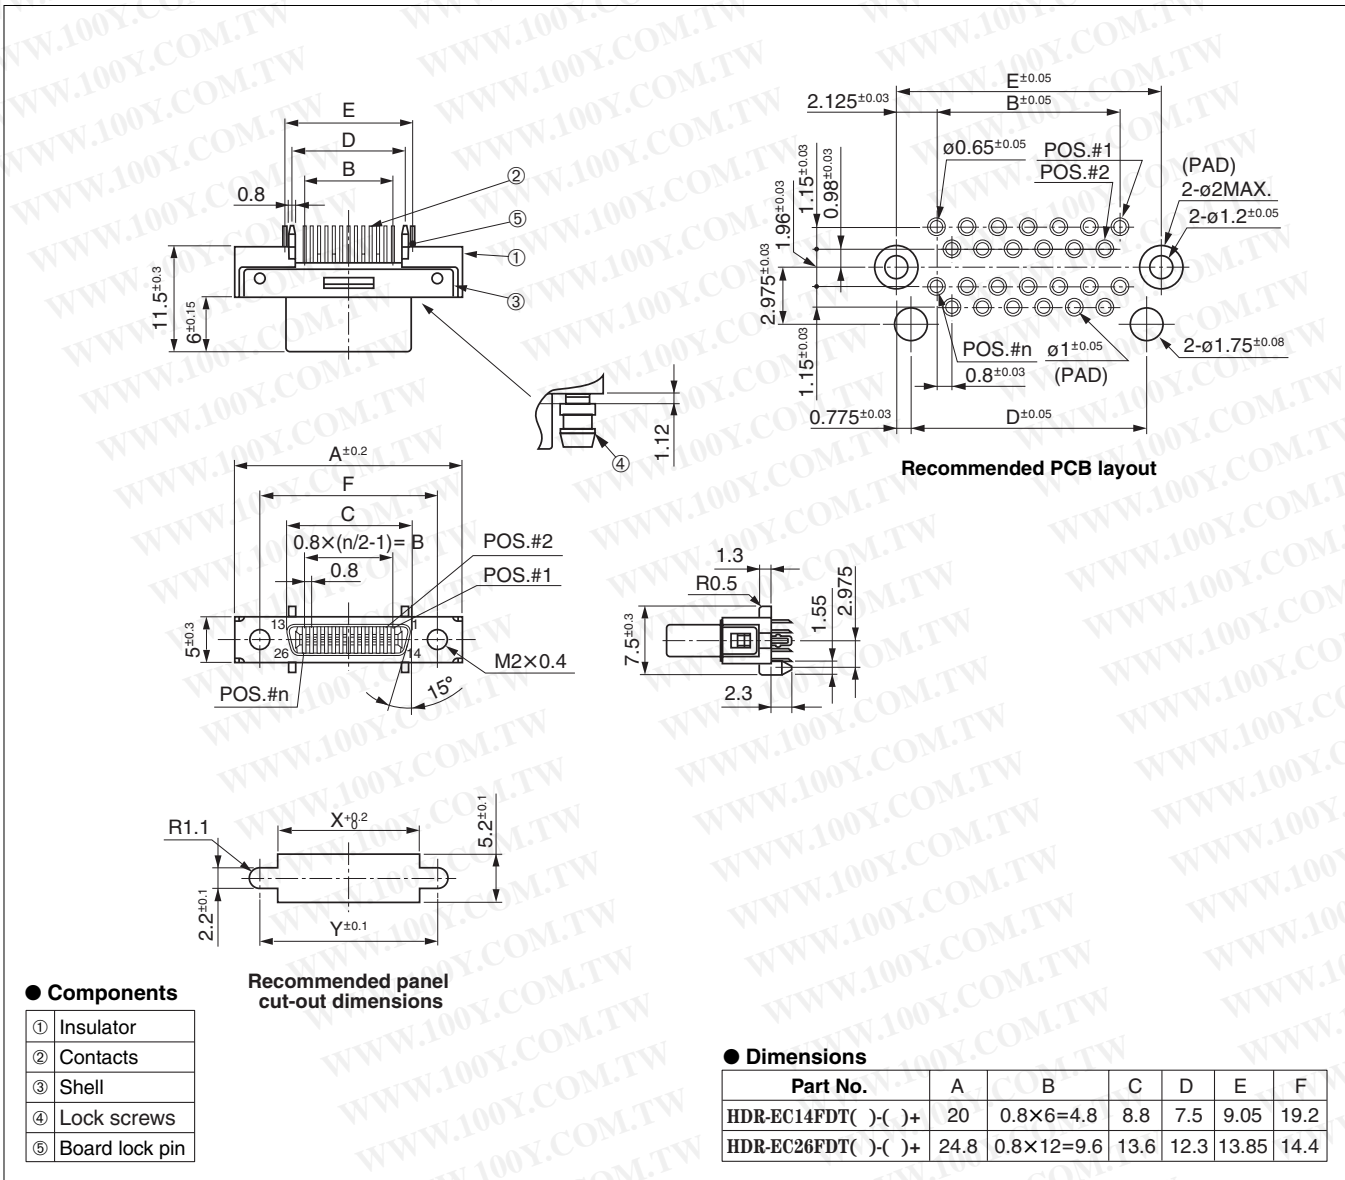 WWW.100Y.COM.TW
E
D
B
0.8
②
⑤
①
③
11.5±0.3
6±0.15
④
1.12
E±0.05
2.125±0.03
B±0.05
ø0.65±0.05
POS.#1
POS.#2
(PAD)
2-ø2MAX.
2-ø1.2±0.05
1.15±0.03
0.98±0.03
1.96±0.03
2.975±0.03
1.15±0.03
POS.#n
ø1±0.05
(PAD)
2-ø1.75±0.08
0.8±0.03
0.775±0.03
D±0.05
Recommended PCB layout
A±0.2
F
C
0.8×(n/2-1)= B
0.8
POS.#2
POS.#1
13
1
26
14
5±0.3
M2×0.4
POS.#n
15°
1.3
R0.5
7.5±0.3
1.55
2.975
2.3
R1.1
X+0.2 0
5.2±0.1
2.2±0.1
Y±0.1
Recommended panel
cut-out dimensions
● Components
① Insulator
② Contacts
③ Shell
④ Lock screws
⑤ Board lock pin
● Dimensions
Part No. A B C D E F
HDR-EC14FDT( )-( )+ 20 0.8×6=4.8 8.8 7.5 9.05 19.2
HDR-EC26FDT( )-( )+ 24.8 0.8×12=9.6 13.6 12.3 13.85 14.4